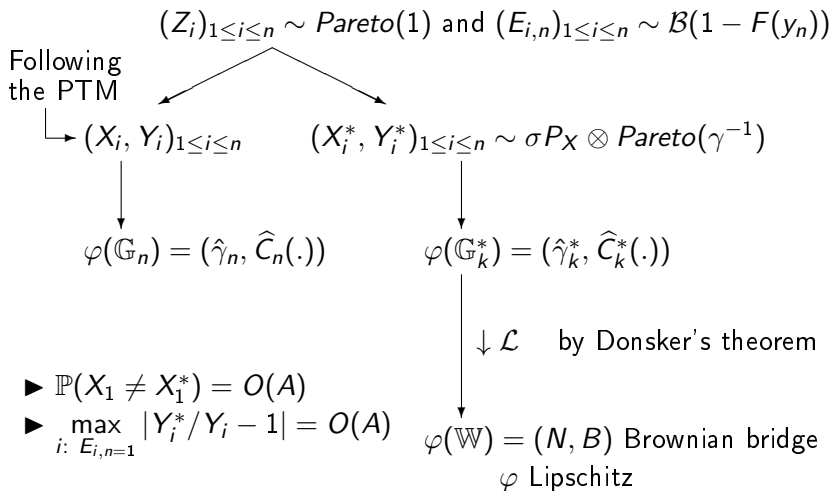 (Z_i)_{1≤i≤n} ∼ Pareto(1) and (E_{i,n})_{1≤i≤n} ∼ 𝓑(1 − F(y_n))
Following
the PTM
(X_i, Y_i)_{1≤i≤n}
(X_i^*, Y_i^*)_{1≤i≤n} ∼ σP_X ⊗ Pareto(γ^{−1})
φ(𝔾_n) = (γ̂_n, Ĉ_n(.))
φ(𝔾_k^*) = (γ̂_k^*, Ĉ_k^*(.))
↓ 𝓛 by Donsker's theorem
▶ ℙ(X_1 ≠ X_1^*) = O(A)
▶ max_{i: E_{i,n=1}} |Y_i^*/Y_i − 1| = O(A)
φ(𝕎) = (N, B) Brownian bridge
φ Lipschitz